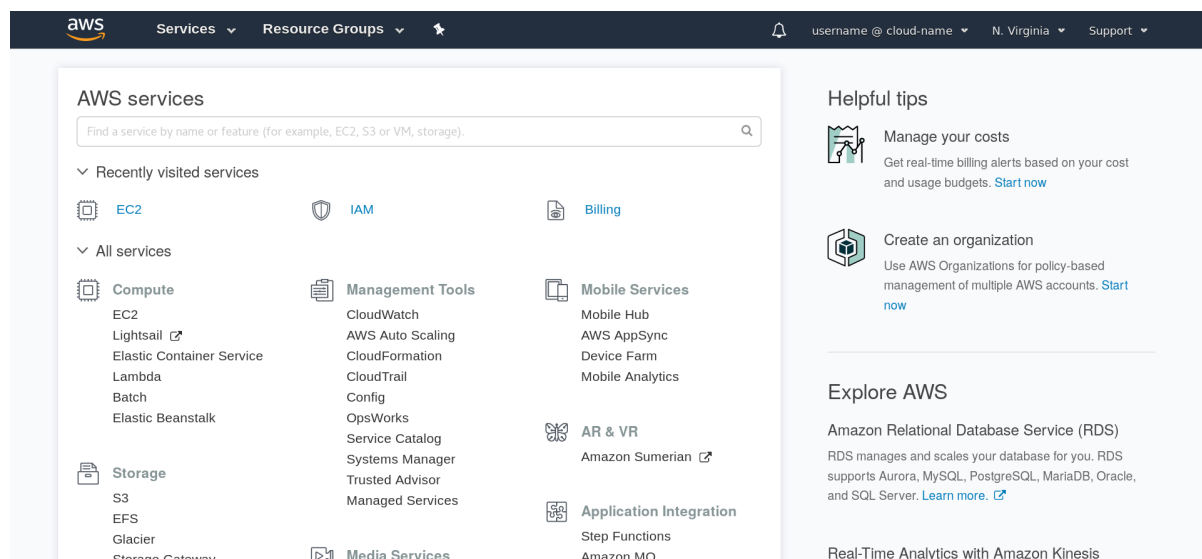 aws
Services
Resource Groups
username @ cloud-name
N. Virginia
Support
AWS services
Find a service by name or feature (for example, EC2, S3 or VM, storage).
Recently visited services
EC2
IAM
Billing
All services
Compute
EC2
Lightsail
Elastic Container Service
Lambda
Batch
Elastic Beanstalk
Storage
S3
EFS
Glacier
Storage Gateway
Management Tools
CloudWatch
AWS Auto Scaling
CloudFormation
CloudTrail
Config
OpsWorks
Service Catalog
Systems Manager
Trusted Advisor
Managed Services
Media Services
Mobile Services
Mobile Hub
AWS AppSync
Device Farm
Mobile Analytics
AR & VR
Amazon Sumerian
Application Integration
Step Functions
Amazon MQ
Helpful tips
Manage your costs
Get real-time billing alerts based on your cost
and usage budgets. Start now
Create an organization
Use AWS Organizations for policy-based
management of multiple AWS accounts. Start
now
Explore AWS
Amazon Relational Database Service (RDS)
RDS manages and scales your database for you. RDS
supports Aurora, MySQL, PostgreSQL, MariaDB, Oracle,
and SQL Server. Learn more.
Real-Time Analytics with Amazon Kinesis